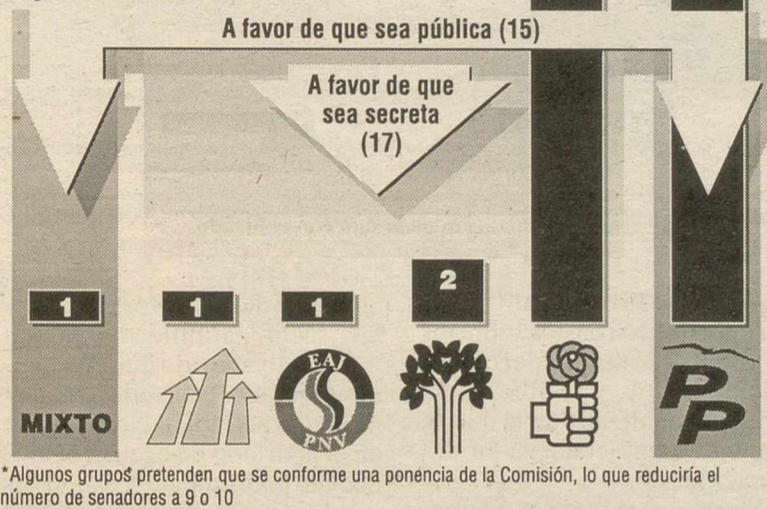 A favor de que sea pública (15)
A favor de que
sea secreta
(17)
1
1
1
2
MIXTO
EAJ
PNV
PP
*Algunos grupos pretenden que se conforme una ponencia de la Comisión, lo que reduciría el
número de senadores a 9 o 10